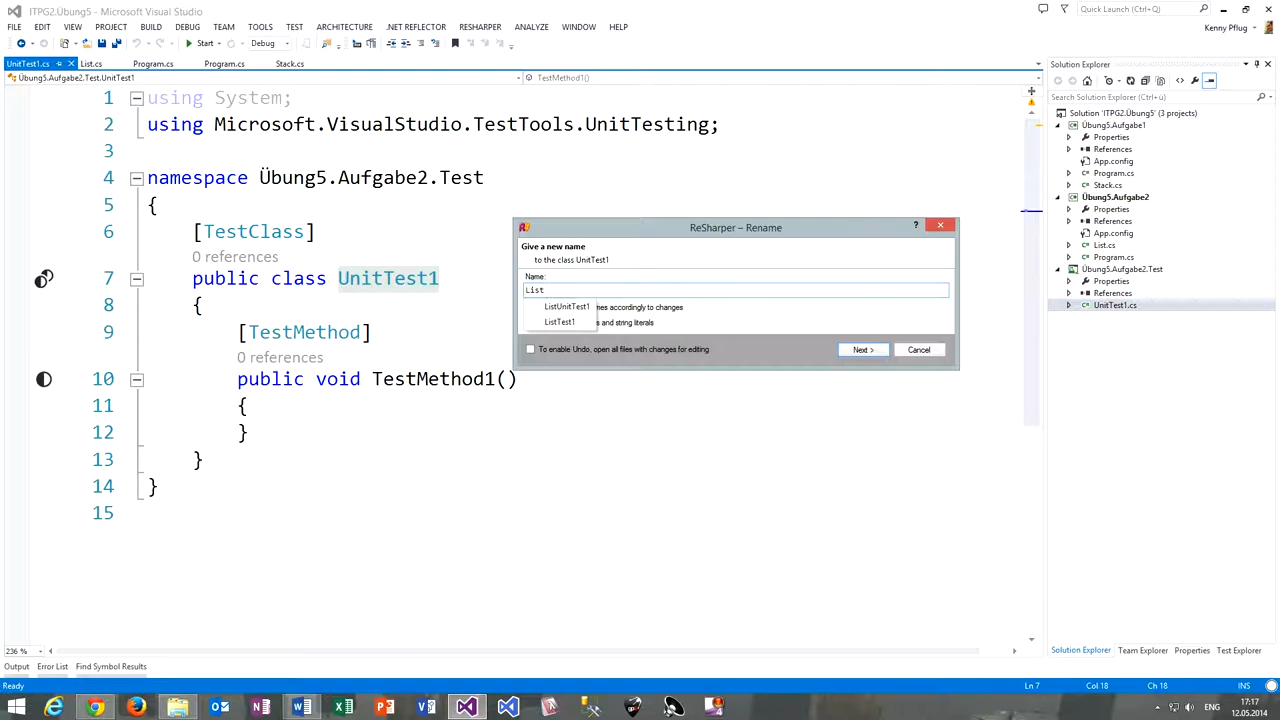 ITPG2.Übung5 - Microsoft Visual Studio
Quick Launch (Ctrl+Q)
FILE EDIT VIEW PROJECT BUILD DEBUG TEAM TOOLS TEST ARCHITECTURE .NET REFLECTOR RESHARPER ANALYZE WINDOW HELP
Kenny Pflug
Start
Debug
UnitTest1.cs List.cs Program.cs Program.cs Stack.cs
Übung5.Aufgabe2.Test.UnitTest1
TestMethod1()
1 using System;
2 using Microsoft.VisualStudio.TestTools.UnitTesting;
3
4 namespace Übung5.Aufgabe2.Test
5 {
6 [TestClass]
0 references
7 public class UnitTest1
8 {
9 [TestMethod]
0 references
10 public void TestMethod1()
11 {
12 }
13 }
14 }
15
ReSharper – Rename
?
Give a new name
to the class UnitTest1
Name:
List
ListUnitTest1
mes accordingly to changes
ListTest1
s and string literals
To enable Undo, open all files with changes for editing
Next >
Cancel
Solution Explorer
Search Solution Explorer (Ctrl+ü)
Solution 'ITPG2.Übung5' (3 projects)
Übung5.Aufgabe1
Properties
References
App.config
Program.cs
Stack.cs
Übung5.Aufgabe2
Properties
References
App.config
List.cs
Program.cs
Übung5.Aufgabe2.Test
Properties
References
UnitTest1.cs
236 %
Solution Explorer Team Explorer Properties Test Explorer
Output Error List Find Symbol Results
Ready
Ln 7 Col 18 Ch 18 INS
ENG
17:17
12.05.2014